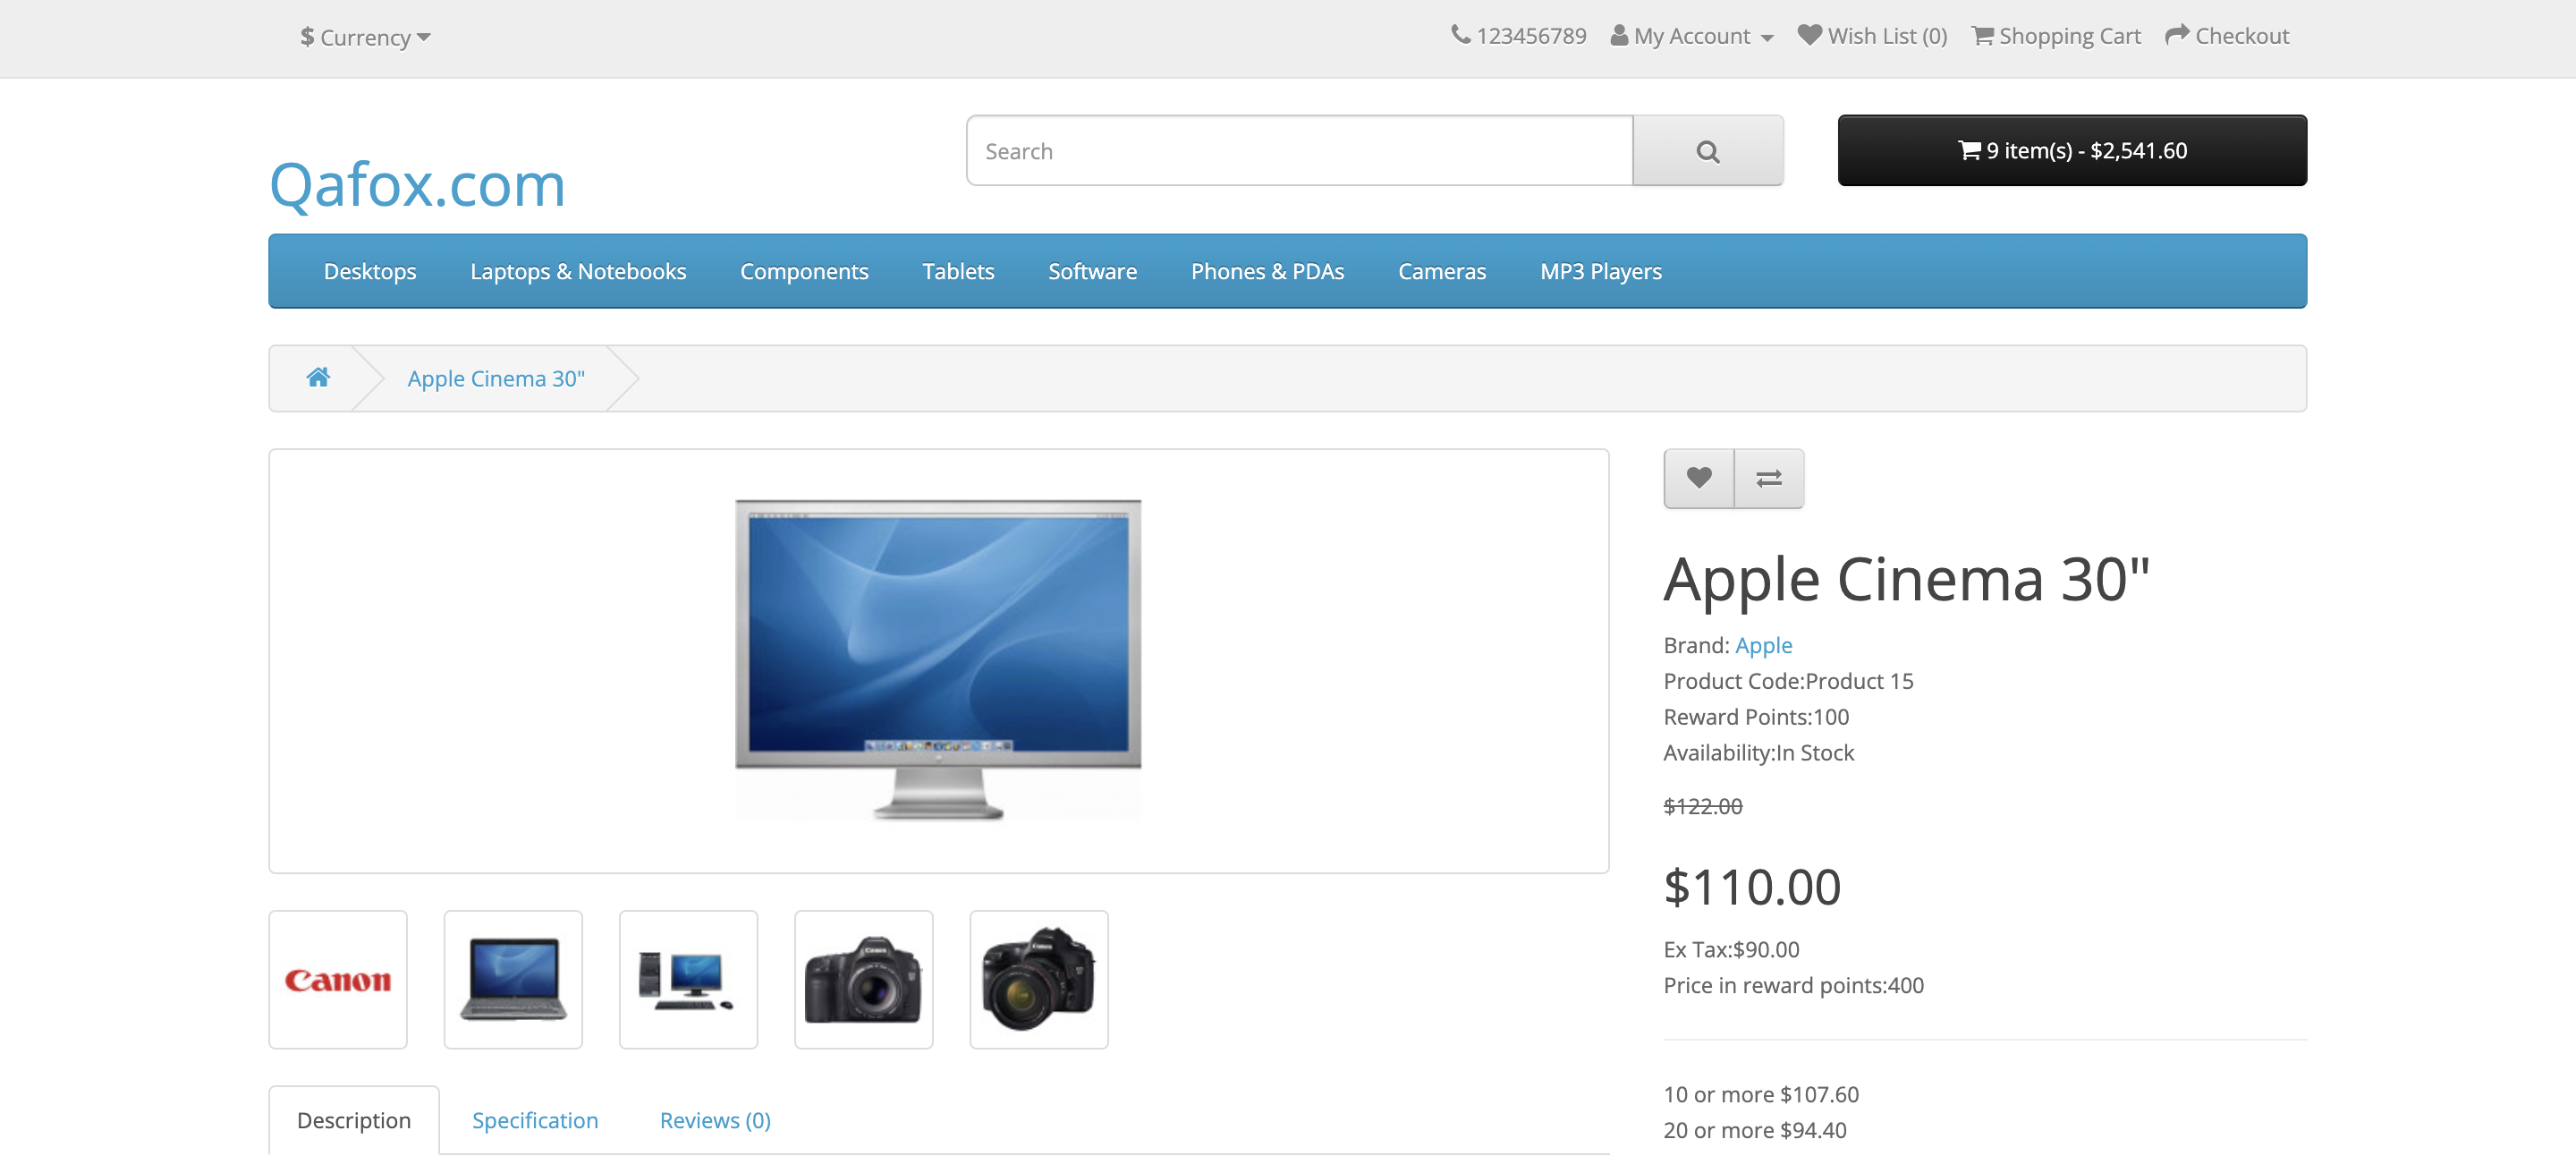 $ Currency
123456789 My Account Wish List (0) Shopping Cart Checkout
Search
9 item(s) - $2,541.60
Qafox.com
Desktops Laptops & Notebooks Components Tablets Software Phones & PDAs Cameras MP3 Players
Apple Cinema 30"
Apple Cinema 30"
Brand: Apple
Product Code:Product 15
Reward Points:100
Availability:In Stock
$122.00
$110.00
Ex Tax:$90.00
Price in reward points:400
10 or more $107.60
20 or more $94.40
Canon
Description Specification Reviews (0)